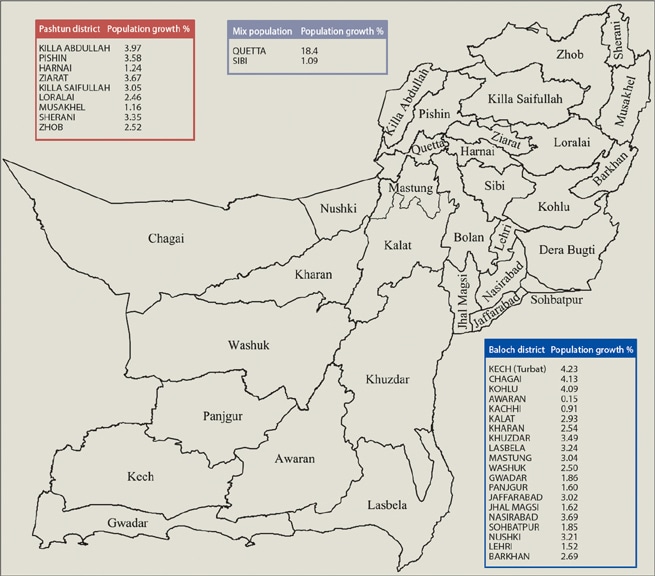 Pashtun district Population growth %
KILLA ABDULLAH 3.97
PISHIN 3.58
HARNAI 1.24
ZIARAT 3.67
KILLA SAIFULLAH 3.05
LORALAI 2.46
MUSAKHEL 1.16
SHERANI 3.35
ZHOB 2.52
Mix population Population growth %
QUETTA 18.4
SIBI 1.09
Zhob
Sherani
Musakhel
Killa Abdullah
Killa Saifullah
Pishin
Quetta
Ziarat
Harnai
Loralai
Barkhan
Mastung
Sibi
Nushki
Kohlu
Chagai
Kalat
Bolan
Lehri
Dera Bugti
Kharan
Jhal Magsi
Nasirabad
Jaffarabad
Sohbatpur
Washuk
Khuzdar
Panjgur
Awaran
Kech
Lasbela
Gwadar
Baloch district Population growth %
KECH (Turbat) 4.23
CHAGAI 4.13
KOHLU 4.09
AWARAN 0.15
KACHHI 0.91
KALAT 2.93
KHARAN 2.54
KHUZDAR 3.49
LASBELA 3.24
MASTUNG 3.04
WASHUK 2.50
GWADAR 1.86
PANJGUR 1.60
JAFFARABAD 3.02
JHAL MAGSI 1.62
NASIRABAD 3.69
SOHBATPUR 1.85
NUSHKI 3.21
LEHRI 1.52
BARKHAN 2.69